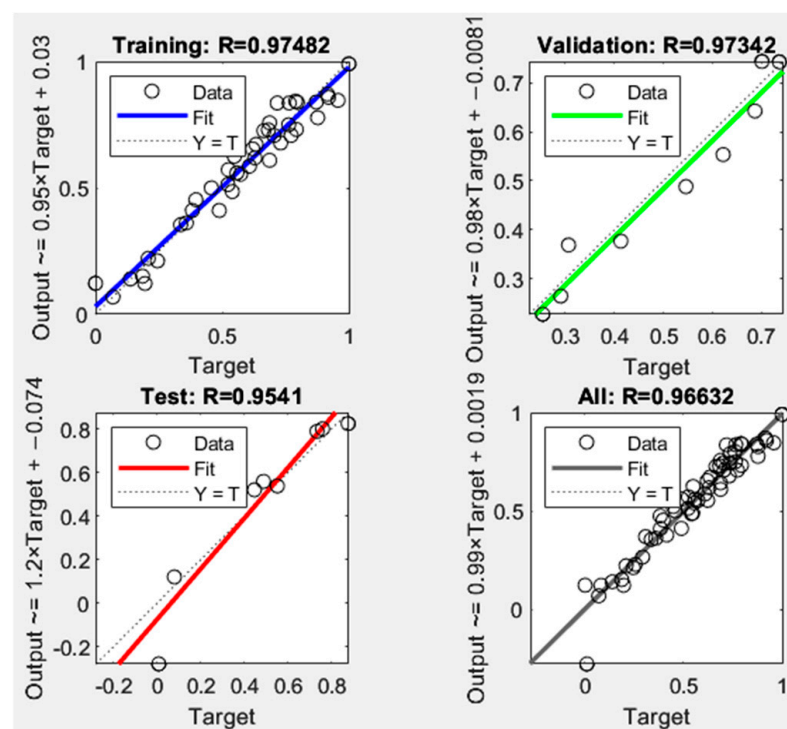 Training: R=0.97482
Output ~= 0.95×Target + 0.03
1
0.5
0
Data
Fit
Y = T
0 0.5 1
Target
Validation: R=0.97342
Output ~= 0.98×Target + −0.0081
0.7
0.6
0.5
0.4
0.3
Data
Fit
Y = T
0.3 0.4 0.5 0.6 0.7
Target
Test: R=0.9541
Output ~= 1.2×Target + −0.074
0.8
0.6
0.4
0.2
0
-0.2
Data
Fit
Y = T
-0.2 0 0.2 0.4 0.6 0.8
Target
All: R=0.96632
Output ~= 0.99×Target + 0.0019
1
0.5
0
Data
Fit
Y = T
0 0.5 1
Target